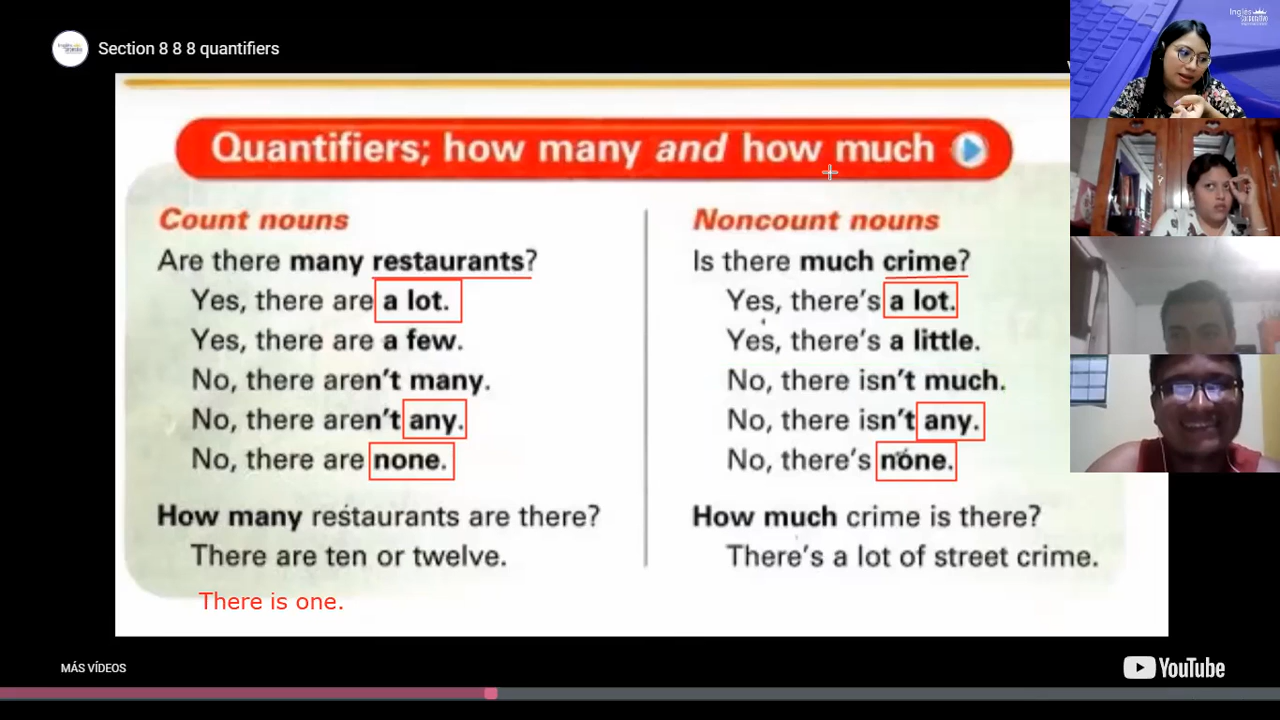 Section 8 8 8 quantifiers
Inglés
Quantifiers; how many and how much
Count nouns
Are there many restaurants?
Yes, there are a lot.
Yes, there are a few.
No, there aren't many.
No, there aren't any.
No, there are none.
How many restaurants are there?
There are ten or twelve.
There is one.
Noncount nouns
Is there much crime?
Yes, there's a lot.
Yes, there's a little.
No, there isn't much.
No, there isn't any.
No, there's none.
How much crime is there?
There's a lot of street crime.
MÁS VÍDEOS
YouTube